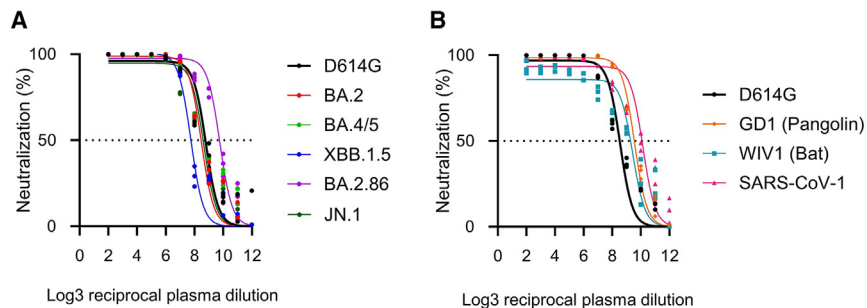 A
Neutralization (%)
100
50
0
0 2 4 6 8 10 12
Log3 reciprocal plasma dilution
D614G
BA.2
BA.4/5
XBB.1.5
BA.2.86
JN.1
B
Neutralization (%)
100
50
0
0 2 4 6 8 10 12
Log3 reciprocal plasma dilution
D614G
GD1 (Pangolin)
WIV1 (Bat)
SARS-CoV-1